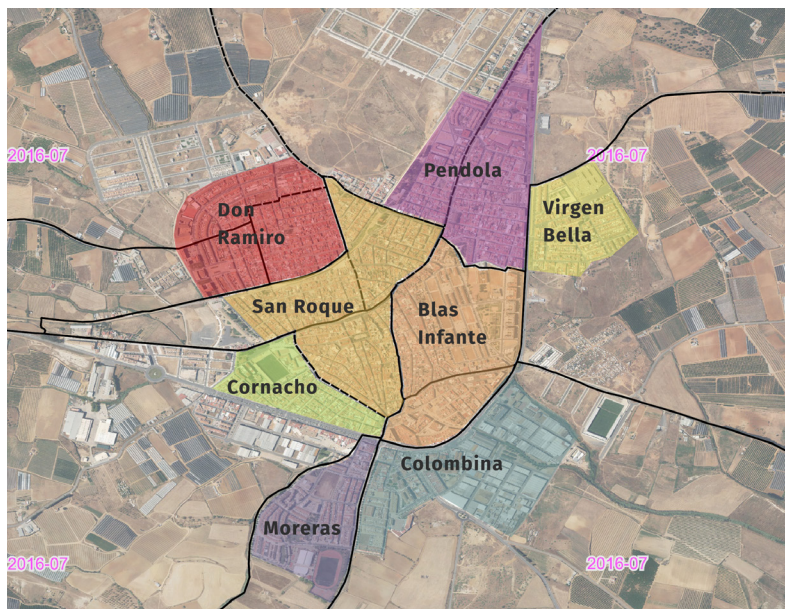 Pendola
2016-07
2016-07
Don
Ramiro
Virgen
Bella
San Roque
Blas
Infante
Cornacho
Colombina
Moreras
2016-07
2016-07